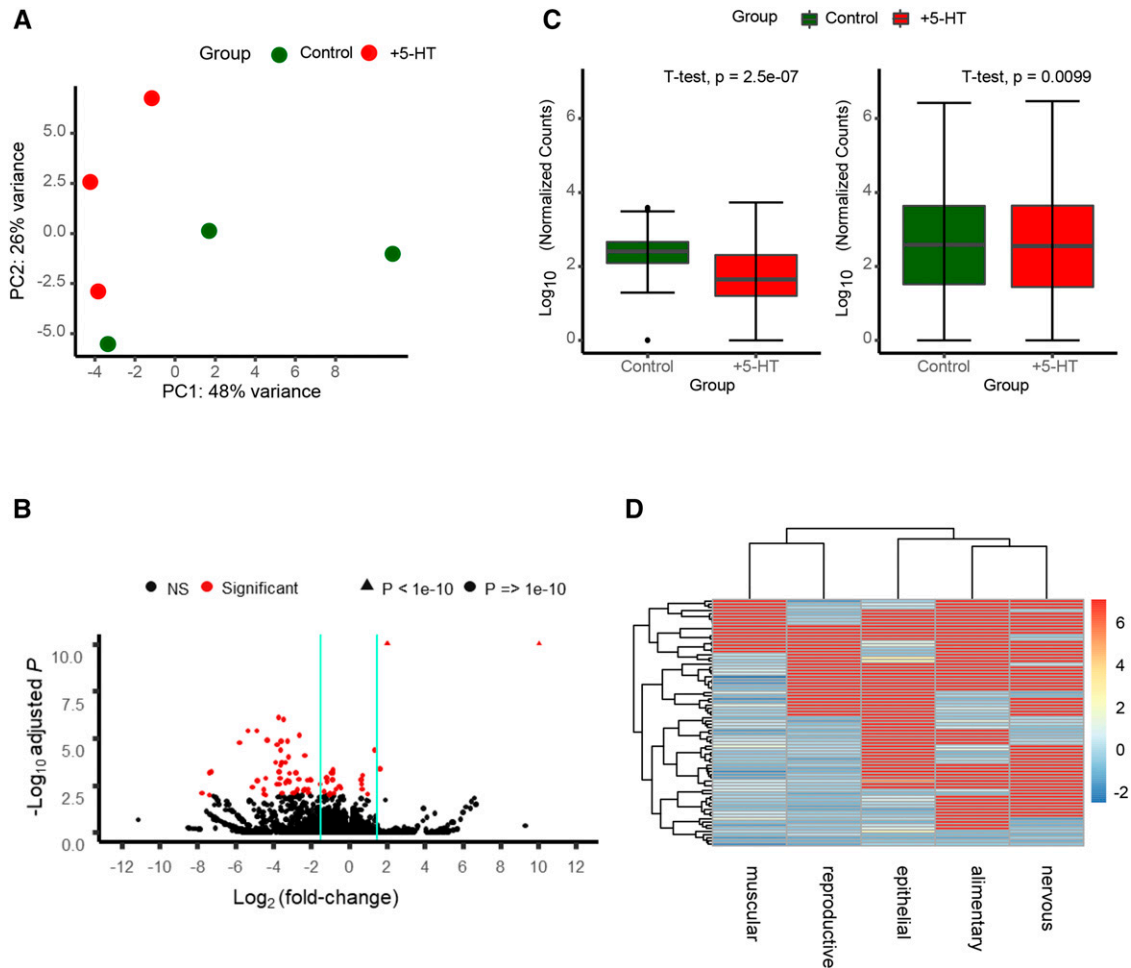 A
Group Control +5-HT
PC2: 26% variance
5.0
2.5
0.0
-2.5
-5.0
-4 -2 0 2 4 6 8
PC1: 48% variance
C
Group Control +5-HT
T-test, p = 2.5e-07
Log10 (Normalized Counts)
6
4
2
0
Control +5-HT
Group
T-test, p = 0.0099
Log10 (Normalized Counts)
6
4
2
0
Control +5-HT
Group
B
NS Significant P < 1e-10 P => 1e-10
-Log10 adjusted P
10.0
7.5
5.0
2.5
0.0
-12 -10 -8 -6 -4 -2 0 2 4 6 8 10 12
Log2 (fold-change)
D
6
4
2
0
-2
muscular
reproductive
epithelial
alimentary
nervous